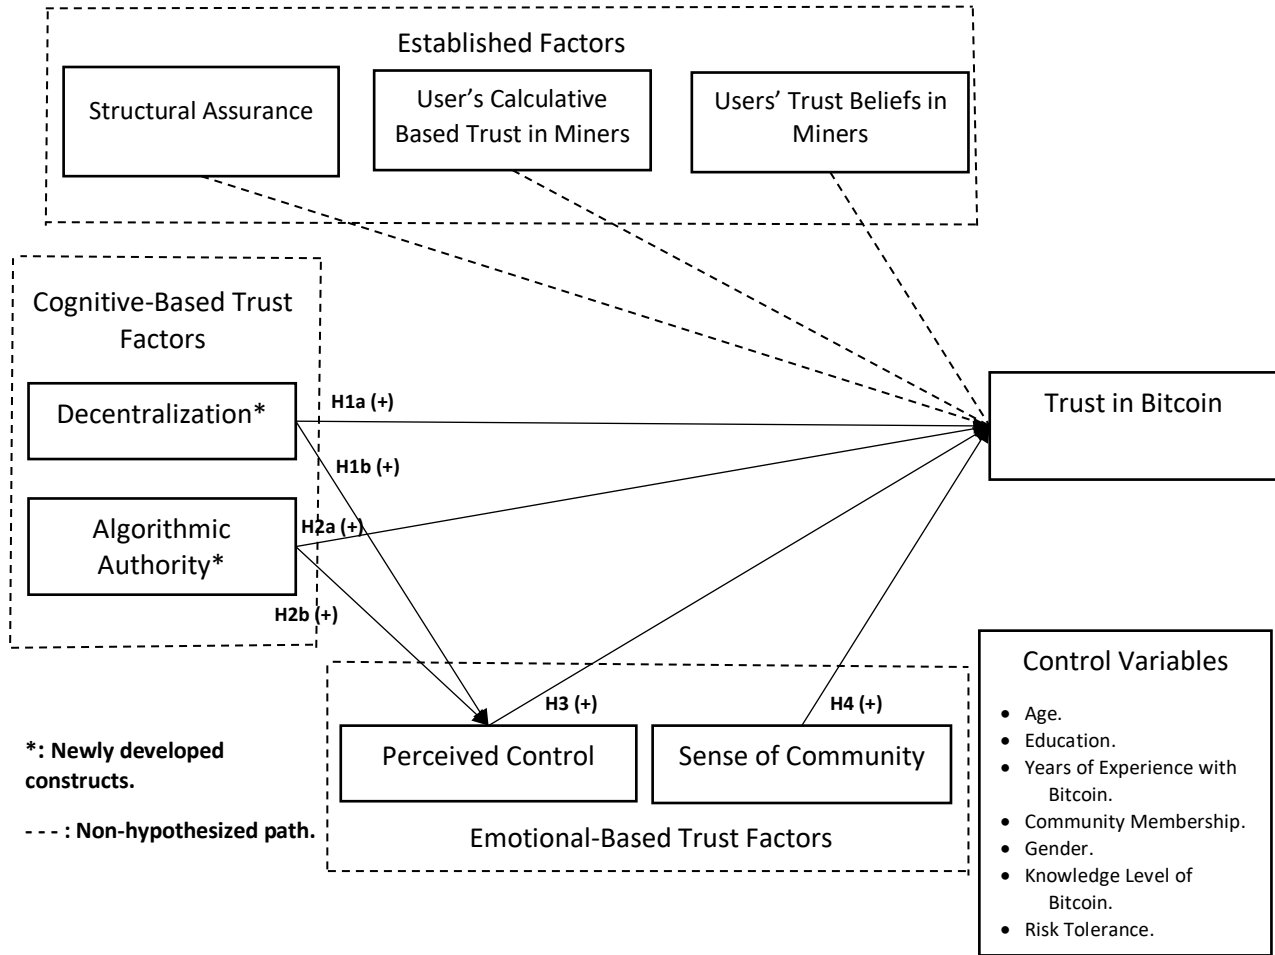 Established Factors
Structural Assurance
User’s Calculative
Based Trust in Miners
Users’ Trust Beliefs in
Miners
Cognitive-Based Trust
Factors
Decentralization*
Algorithmic
Authority*
H1a (+)
H1b (+)
H2a (+)
H2b (+)
Trust in Bitcoin
H3 (+)
H4 (+)
Perceived Control
Sense of Community
Emotional-Based Trust Factors
*: Newly developed
constructs.
- - - : Non-hypothesized path.
Control Variables
• Age.
• Education.
• Years of Experience with
Bitcoin.
• Community Membership.
• Gender.
• Knowledge Level of
Bitcoin.
• Risk Tolerance.